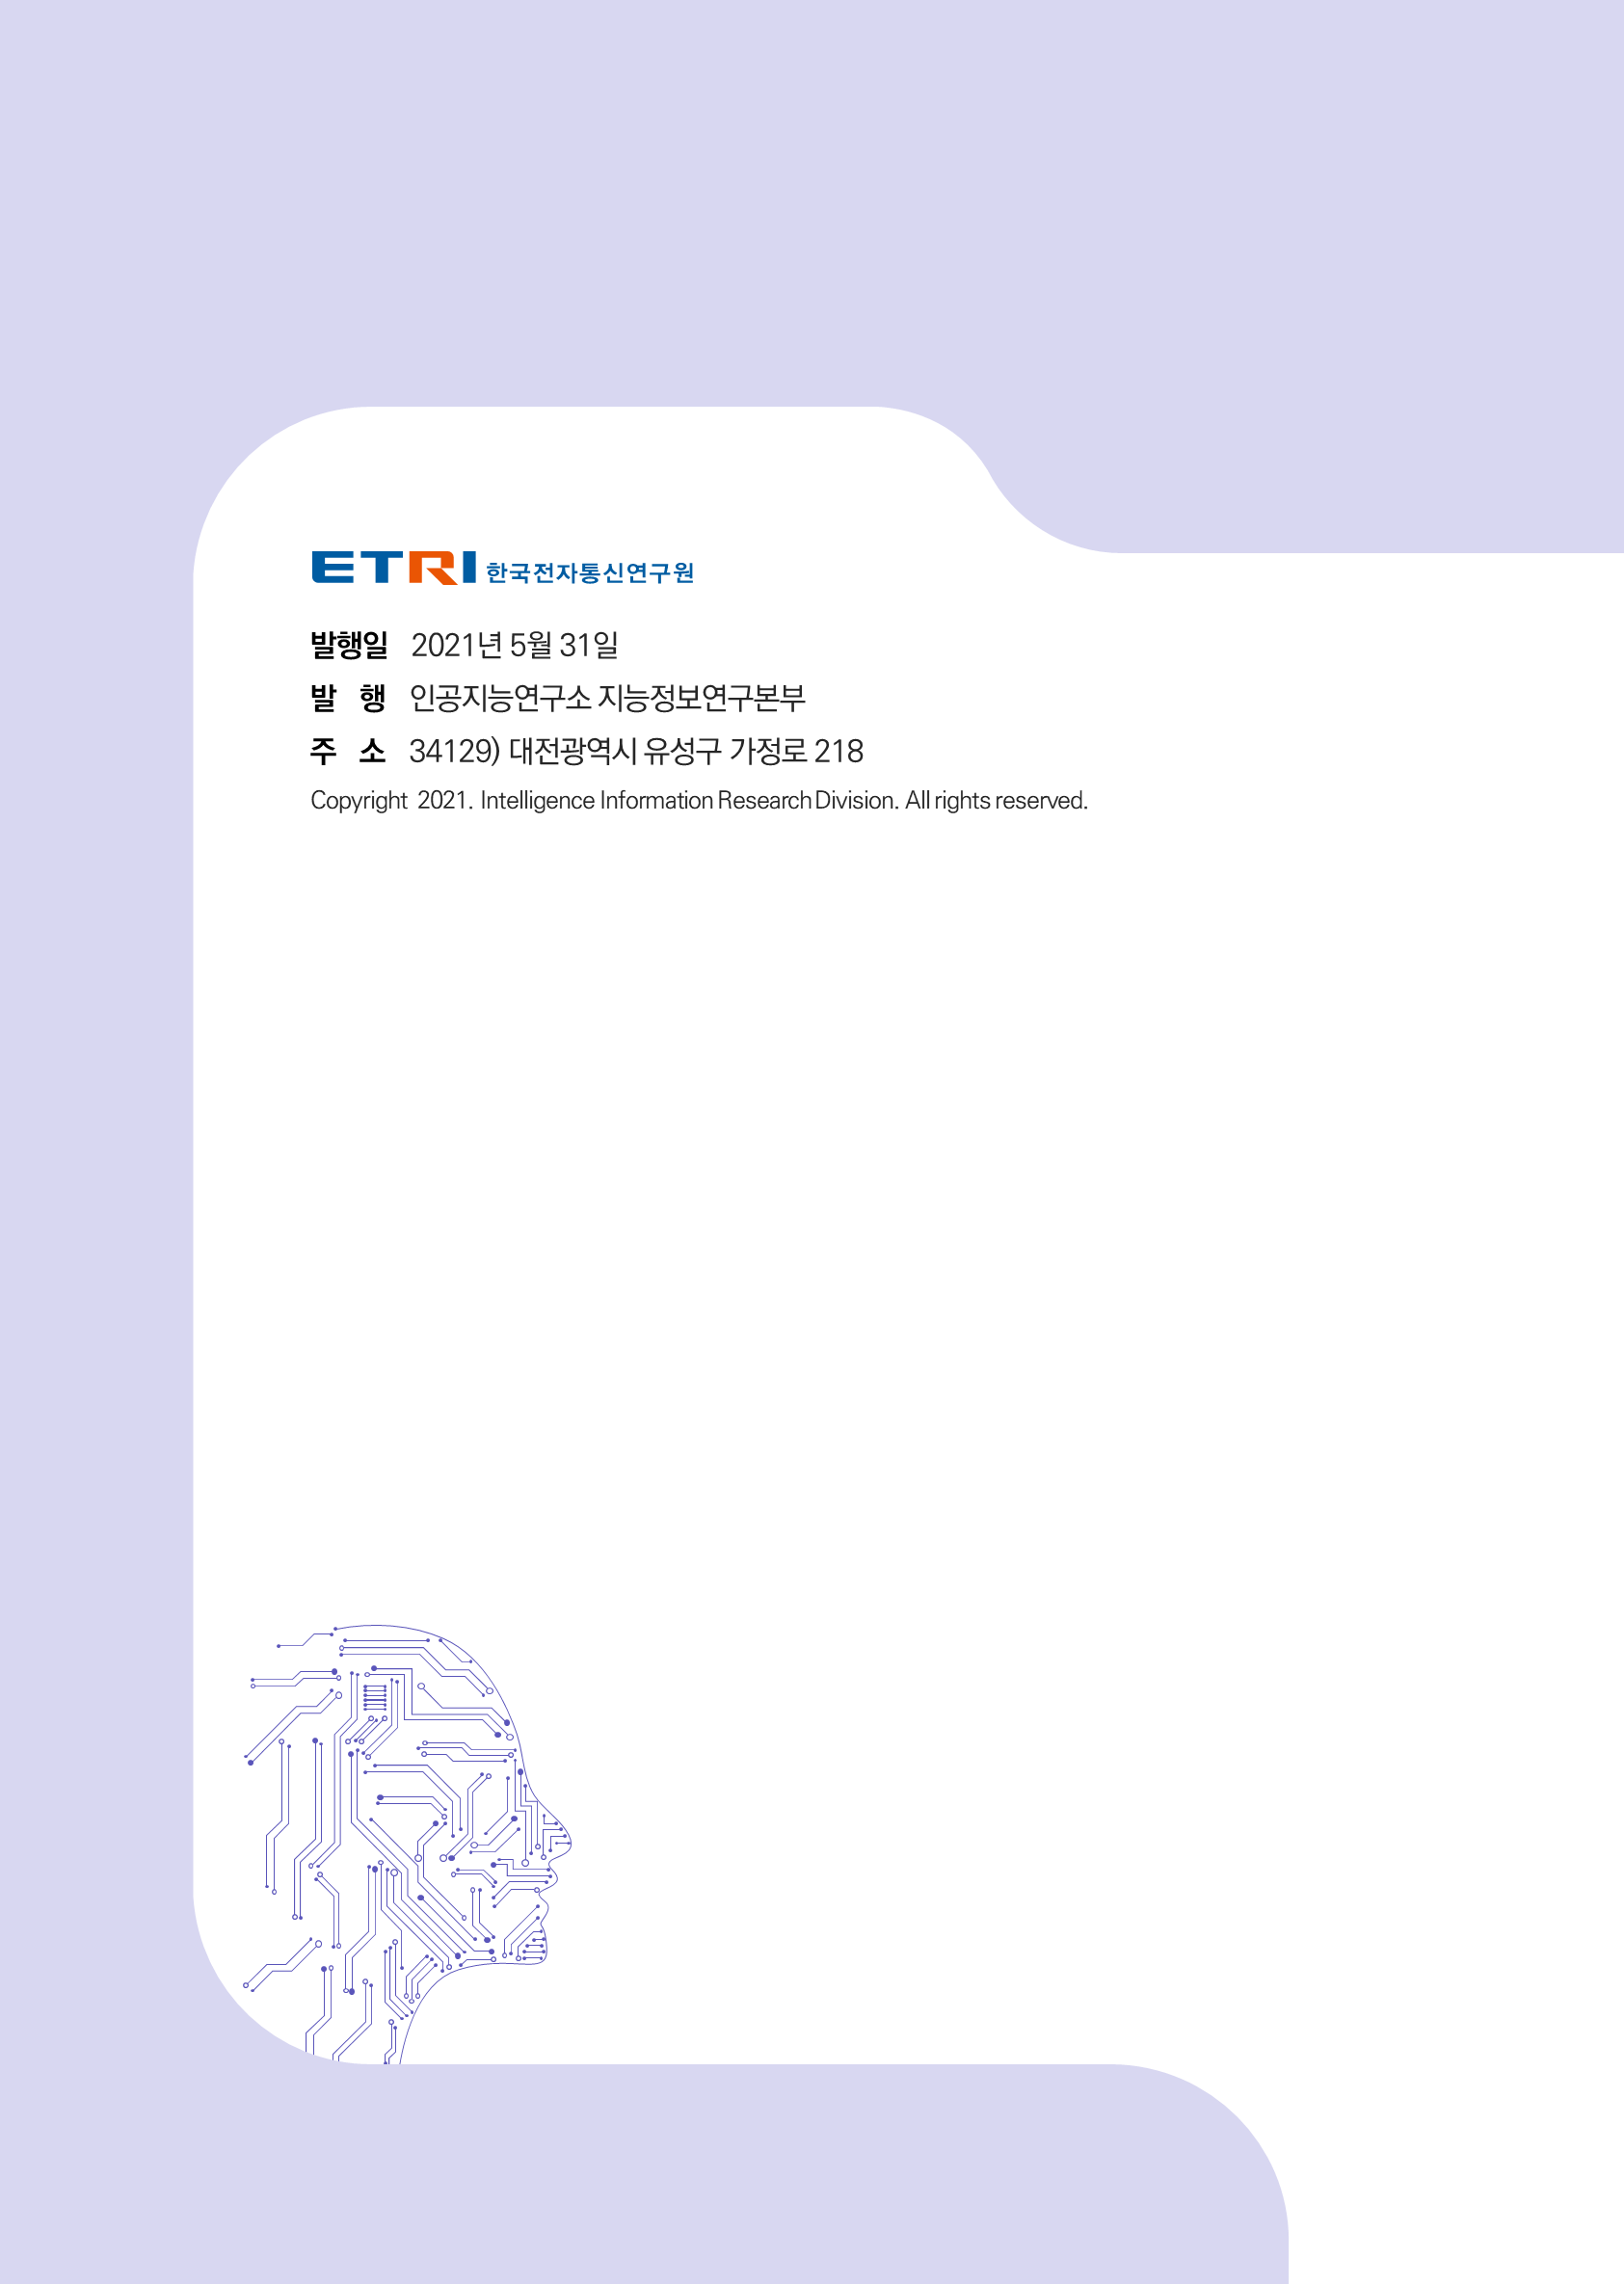 ETRI 한국전자통신연구원
발행일 2021년 5월 31일
발 행 인공지능연구소 지능정보연구본부
주 소 34129) 대전광역시 유성구 가정로 218
Copyright 2021. Intelligence Information Research Division. All rights reserved.